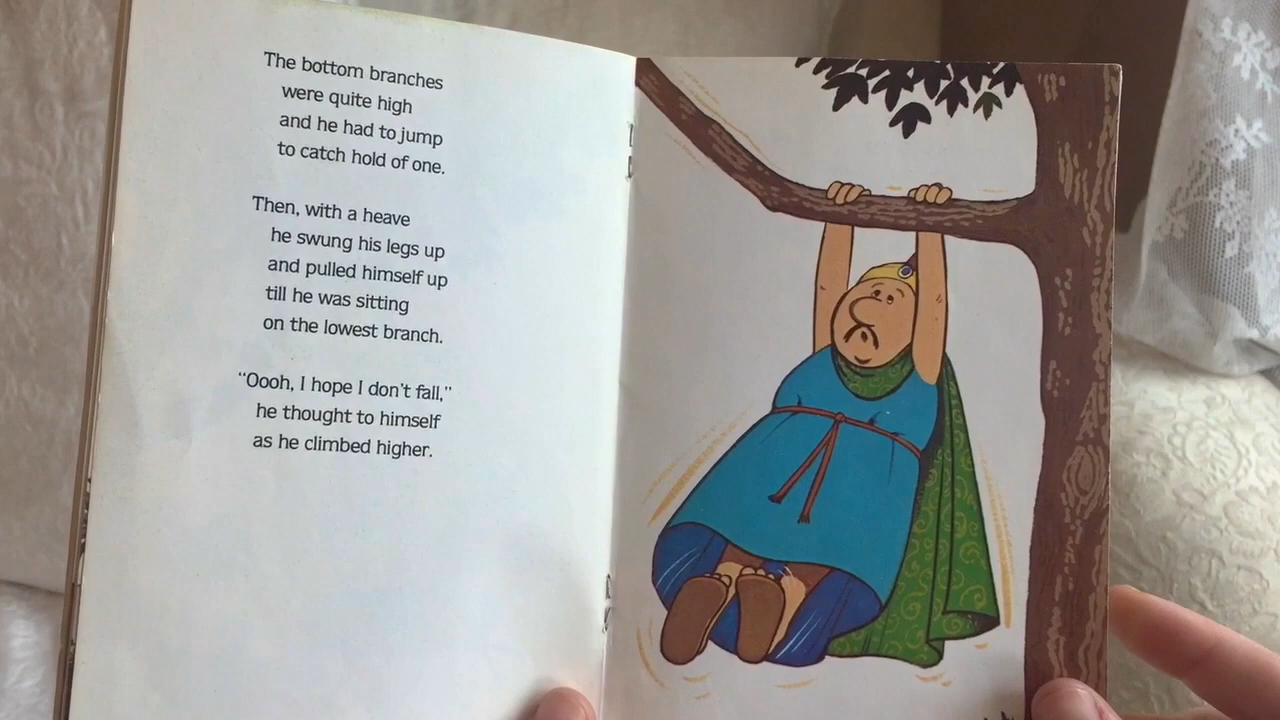 The bottom branches
were quite high
and he had to jump
to catch hold of one.
Then, with a heave
he swung his legs up
and pulled himself up
till he was sitting
on the lowest branch.
“Oooh, I hope I don't fall,”
he thought to himself
as he climbed higher.